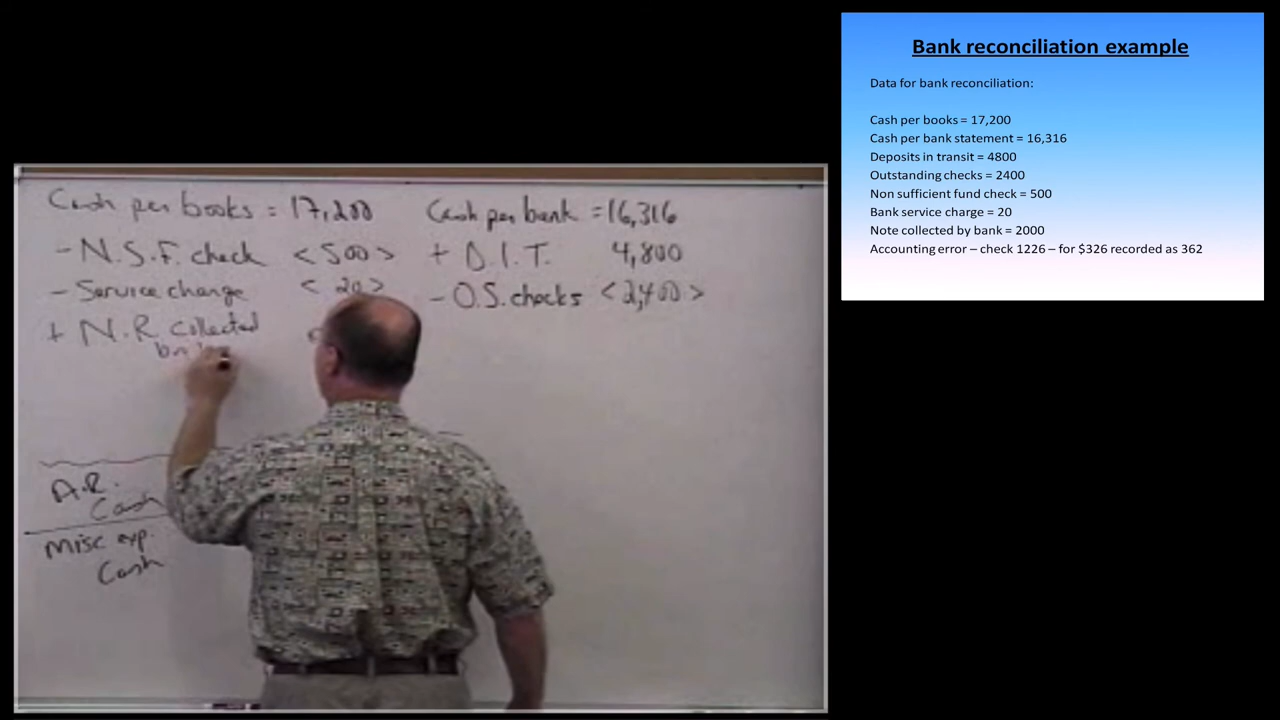 Bank reconciliation example
Data for bank reconciliation:
Cash per books = 17,200
Cash per bank statement = 16,316
Deposits in transit = 4800
Outstanding checks = 2400
Non sufficient fund check = 500
Bank service charge = 20
Note collected by bank = 2000
Accounting error – check 1226 – for $326 recorded as 362
Cash per books = 17,200
- N.S.F. check < 500 >
- Service charge < 20 >
+ N.R. collected
Cash per bank = 16,316
+ D.I.T. 4,800
- O.S. checks < 2,400 >
A.R.
Cash
Misc exp.
Cash